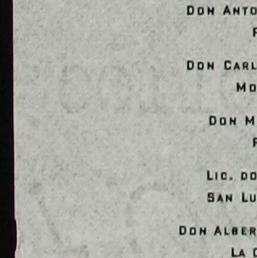 DON ANTO
DON CARL
MO
DON M
LIC. DO
SAN LU
DON ALBER
LA